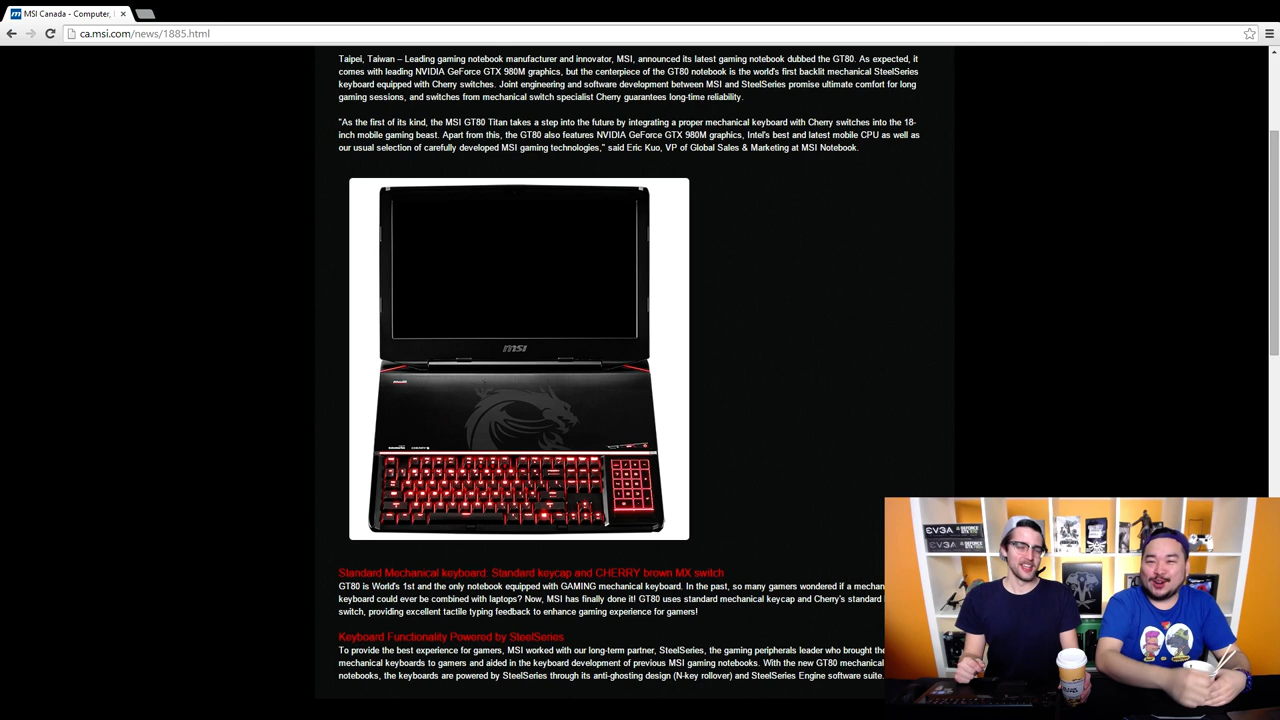 MSI Canada - Computer,
ca.msi.com/news/1885.html
Taipei, Taiwan – Leading gaming notebook manufacturer and innovator, MSI, announced its latest gaming notebook dubbed the GT80. As expected, it
comes with leading NVIDIA GeForce GTX 980M graphics, but the centerpiece of the GT80 notebook is the world's first backlit mechanical SteelSeries
keyboard equipped with Cherry switches. Joint engineering and software development between MSI and SteelSeries promise ultimate comfort for long
gaming sessions, and switches from mechanical switch specialist Cherry guarantees long-time reliability.
"As the first of its kind, the MSI GT80 Titan takes a step into the future by integrating a proper mechanical keyboard with Cherry switches into the 18-
inch mobile gaming beast. Apart from this, the GT80 also features NVIDIA GeForce GTX 980M graphics, Intel's best and latest mobile CPU as well as
our usual selection of carefully developed MSI gaming technologies," said Eric Kuo, VP of Global Sales & Marketing at MSI Notebook.
msi
Standard Mechanical keyboard: Standard keycap and CHERRY brown MX switch
GT80 is World's 1st and the only notebook equipped with GAMING mechanical keyboard. In the past, so many gamers wondered if a mechan
keyboard could ever be combined with laptops? Now, MSI has finally done it! GT80 uses standard mechanical keycap and Cherry's standard
switch, providing excellent tactile typing feedback to enhance gaming experience for gamers!
Keyboard Functionality Powered by SteelSeries
To provide the best experience for gamers, MSI worked with our long-term partner, SteelSeries, the gaming peripherals leader who brought the
mechanical keyboards to gamers and aided in the keyboard development of previous MSI gaming notebooks. With the new GT80 mechanical
notebooks, the keyboards are powered by SteelSeries through its anti-ghosting design (N-key rollover) and SteelSeries Engine software suite.
EVGA GEFORCE GTX
EVGA GEFORCE GTX